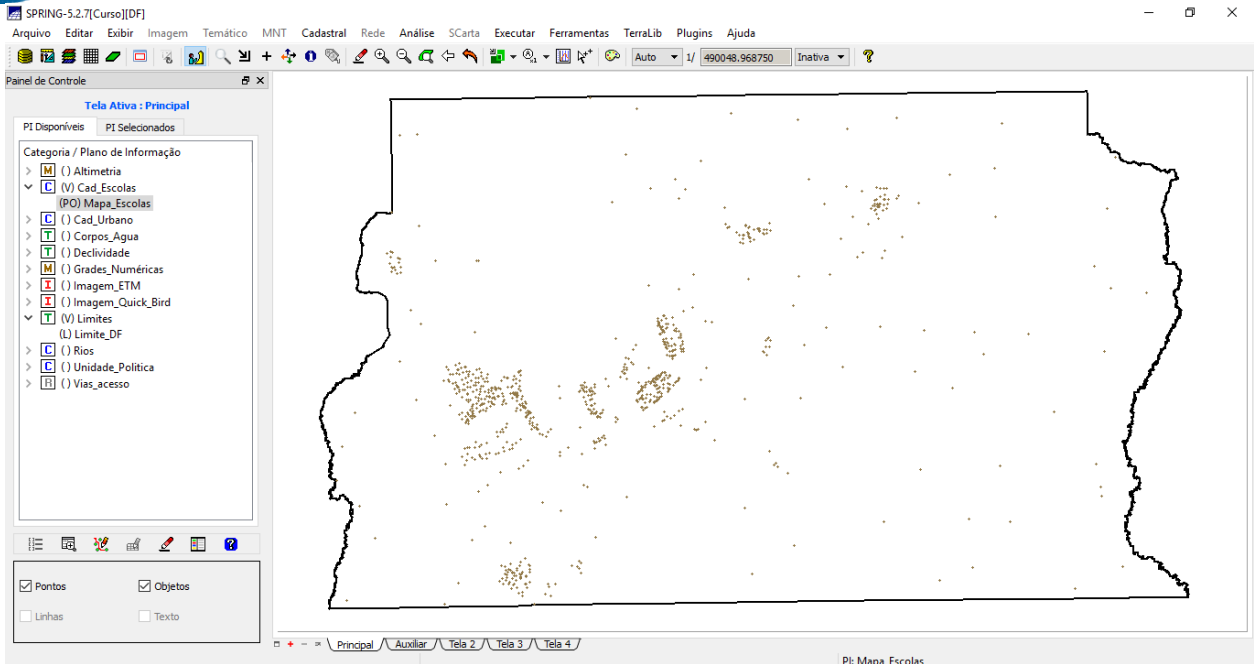 SPRING-5.2.7[Curso][DF]
Arquivo Editar Exibir Imagem Temático MNT Cadastral Rede Análise SCarta Executar Ferramentas TerraLib Plugins Ajuda
Auto 1/ 490048.968750 Inativa
Painel de Controle
Tela Ativa : Principal
PI Disponíveis PI Selecionados
Categoria / Plano de Informação
M () Altimetria
C (V) Cad_Escolas
(PO) Mapa_Escolas
C () Cad_Urbano
T () Corpos_Agua
T () Declividade
M () Grades_Numéricas
I () Imagem_ETM
I () Imagem_Quick_Bird
T (V) Limites
(L) Limite_DF
C () Rios
C () Unidade_Politica
R () Vias_acesso
Pontos Objetos
Linhas Texto
Principal Auxiliar Tela 2 Tela 3 Tela 4
PI: Mapa_Escolas